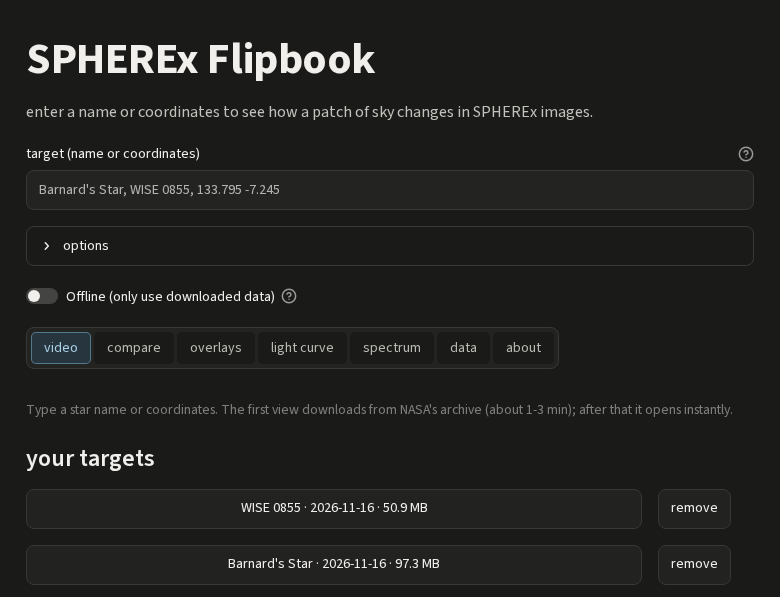 SPHEREx Flipbook
enter a name or coordinates to see how a patch of sky changes in SPHEREx images.
target (name or coordinates)
Barnard's Star, WISE 0855, 133.795 -7.245
options
Offline (only use downloaded data)
video compare overlays light curve spectrum data about
Type a star name or coordinates. The first view downloads from NASA's archive (about 1-3 min); after that it opens instantly.
your targets
WISE 0855 · 2026-11-16 · 50.9 MB remove
Barnard's Star · 2026-11-16 · 97.3 MB remove